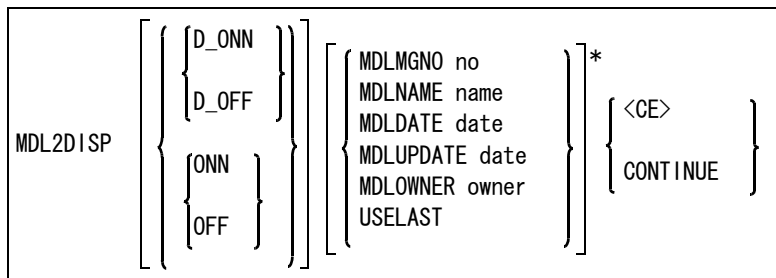 MDL2DISP
D_ONN
D_OFF
ONN
OFF
MDLMGNO no
MDLNAME name
MDLDATE date
MDLUPDATE date
MDLOWNER owner
USELAST
*
<CE>
CONTINUE